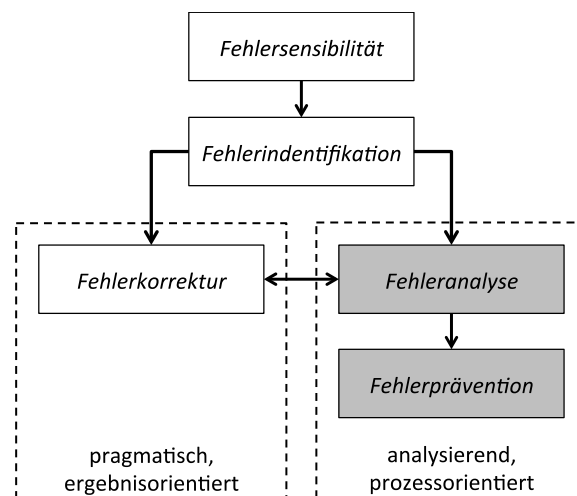 Fehlersensibilität
Fehlerindentifikation
Fehlerkorrektur
Fehleranalyse
Fehlerprävention
pragmatisch,
ergebnisorientiert
analysierend,
prozessorientiert